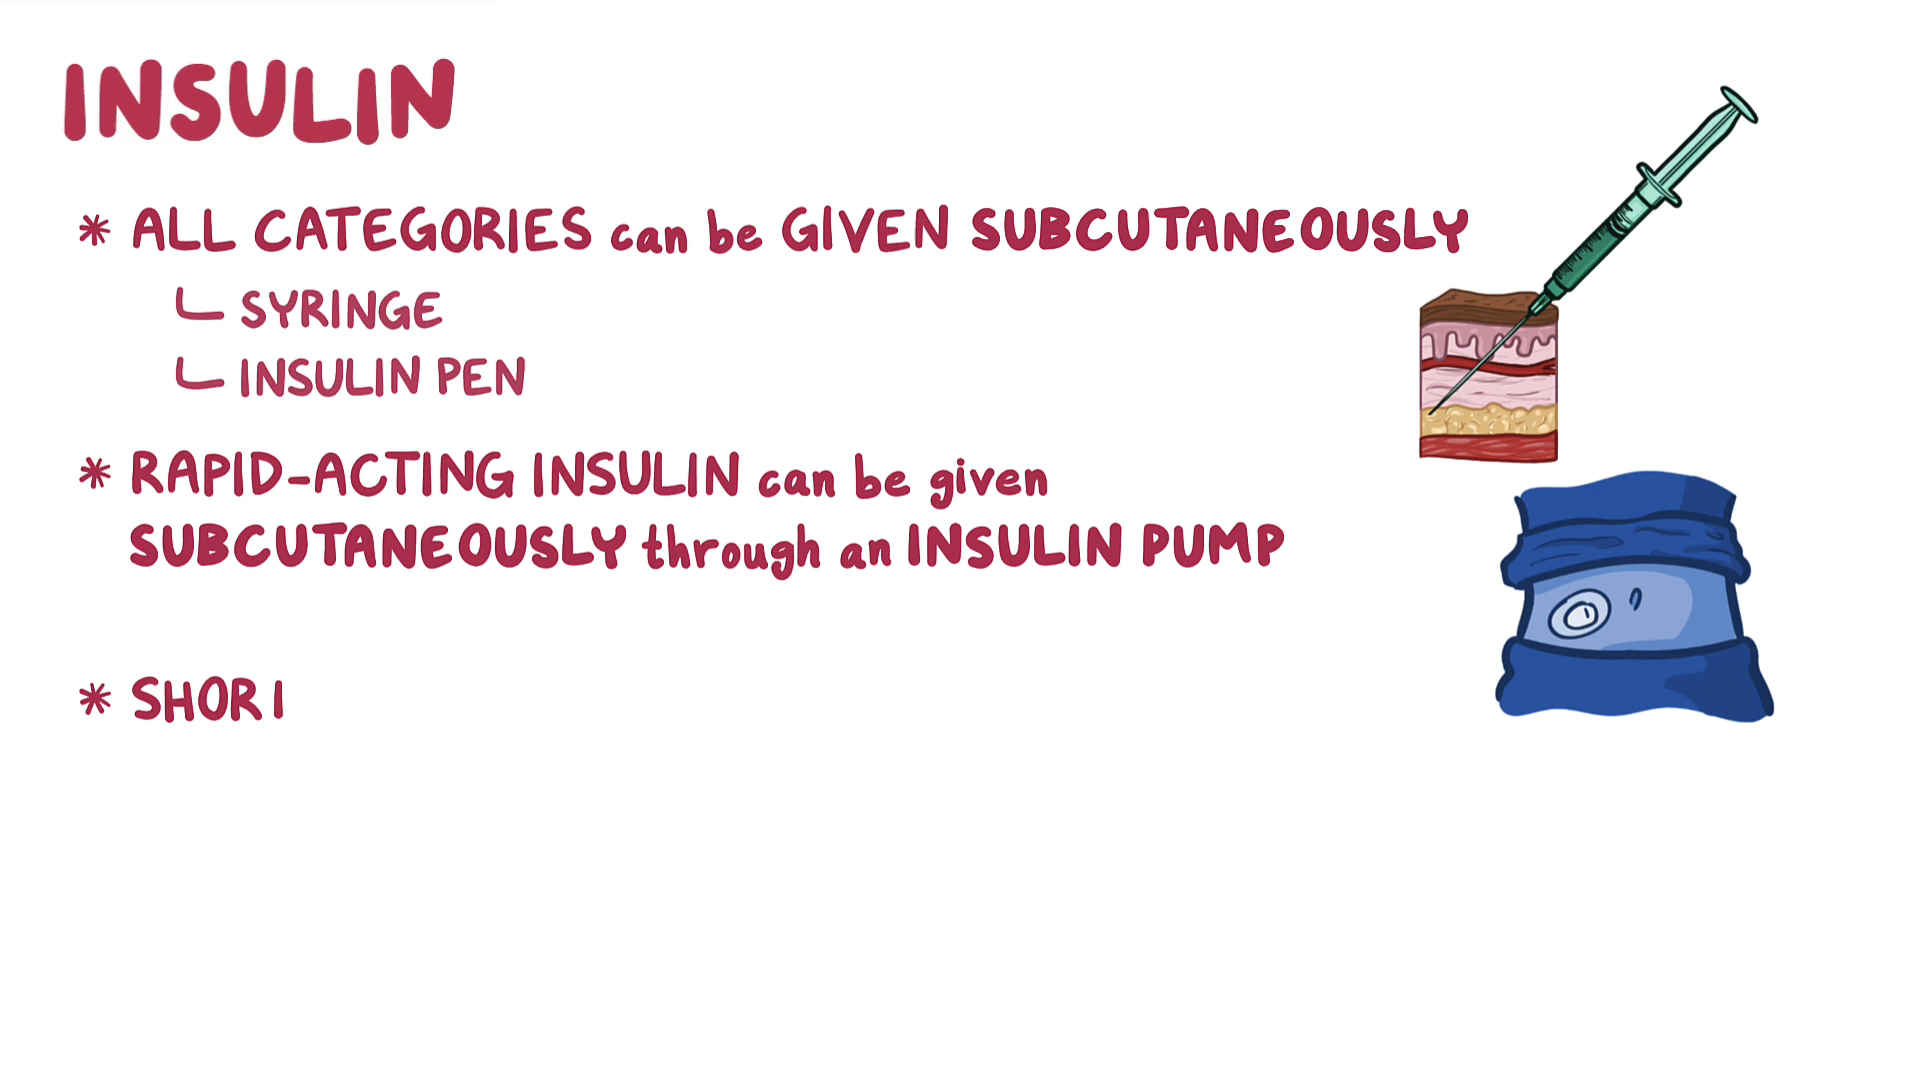 INSULIN
* ALL CATEGORIES can be GIVEN SUBCUTANEOUSLY
SYRINGE
INSULIN PEN
* RAPID-ACTING INSULIN can be given
SUBCUTANEOUSLY through an INSULIN PUMP
* SHOR